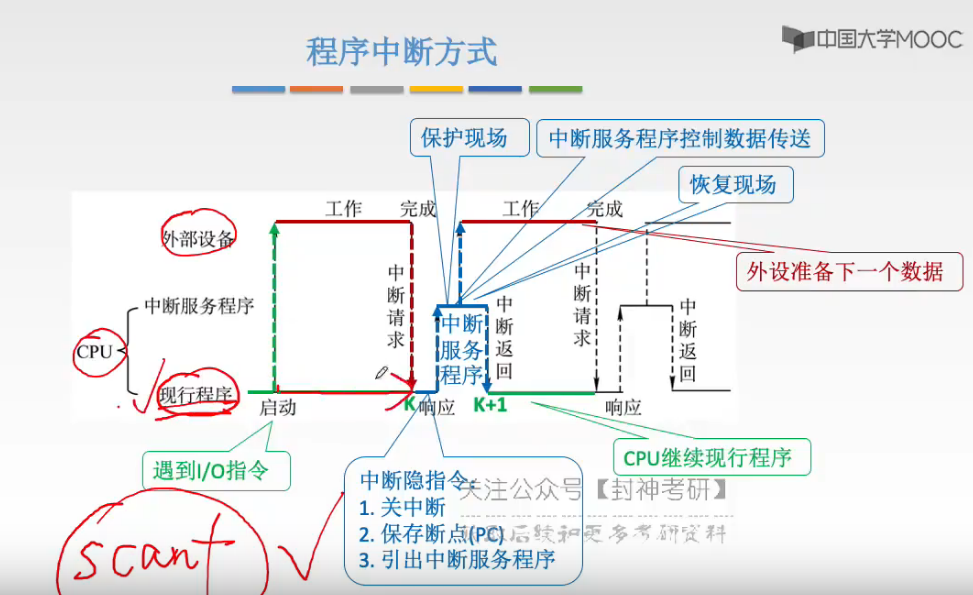 程序中断方式
中国大学MOOC
保护现场
中断服务程序控制数据传送
恢复现场
工作
完成
工作
完成
外部设备
外设准备下一个数据
中断请求
中断服务程序
中断服务程序
中断返回
中断请求
中断返回
CPU
现行程序
启动
K
响应
K+1
响应
遇到I/O指令
CPU继续现行程序
中断隐指令:
1. 关中断
2. 保存断点(PC)
3. 引出中断服务程序
关注公众号【封神考研】
后续和更多考研资料
scanf